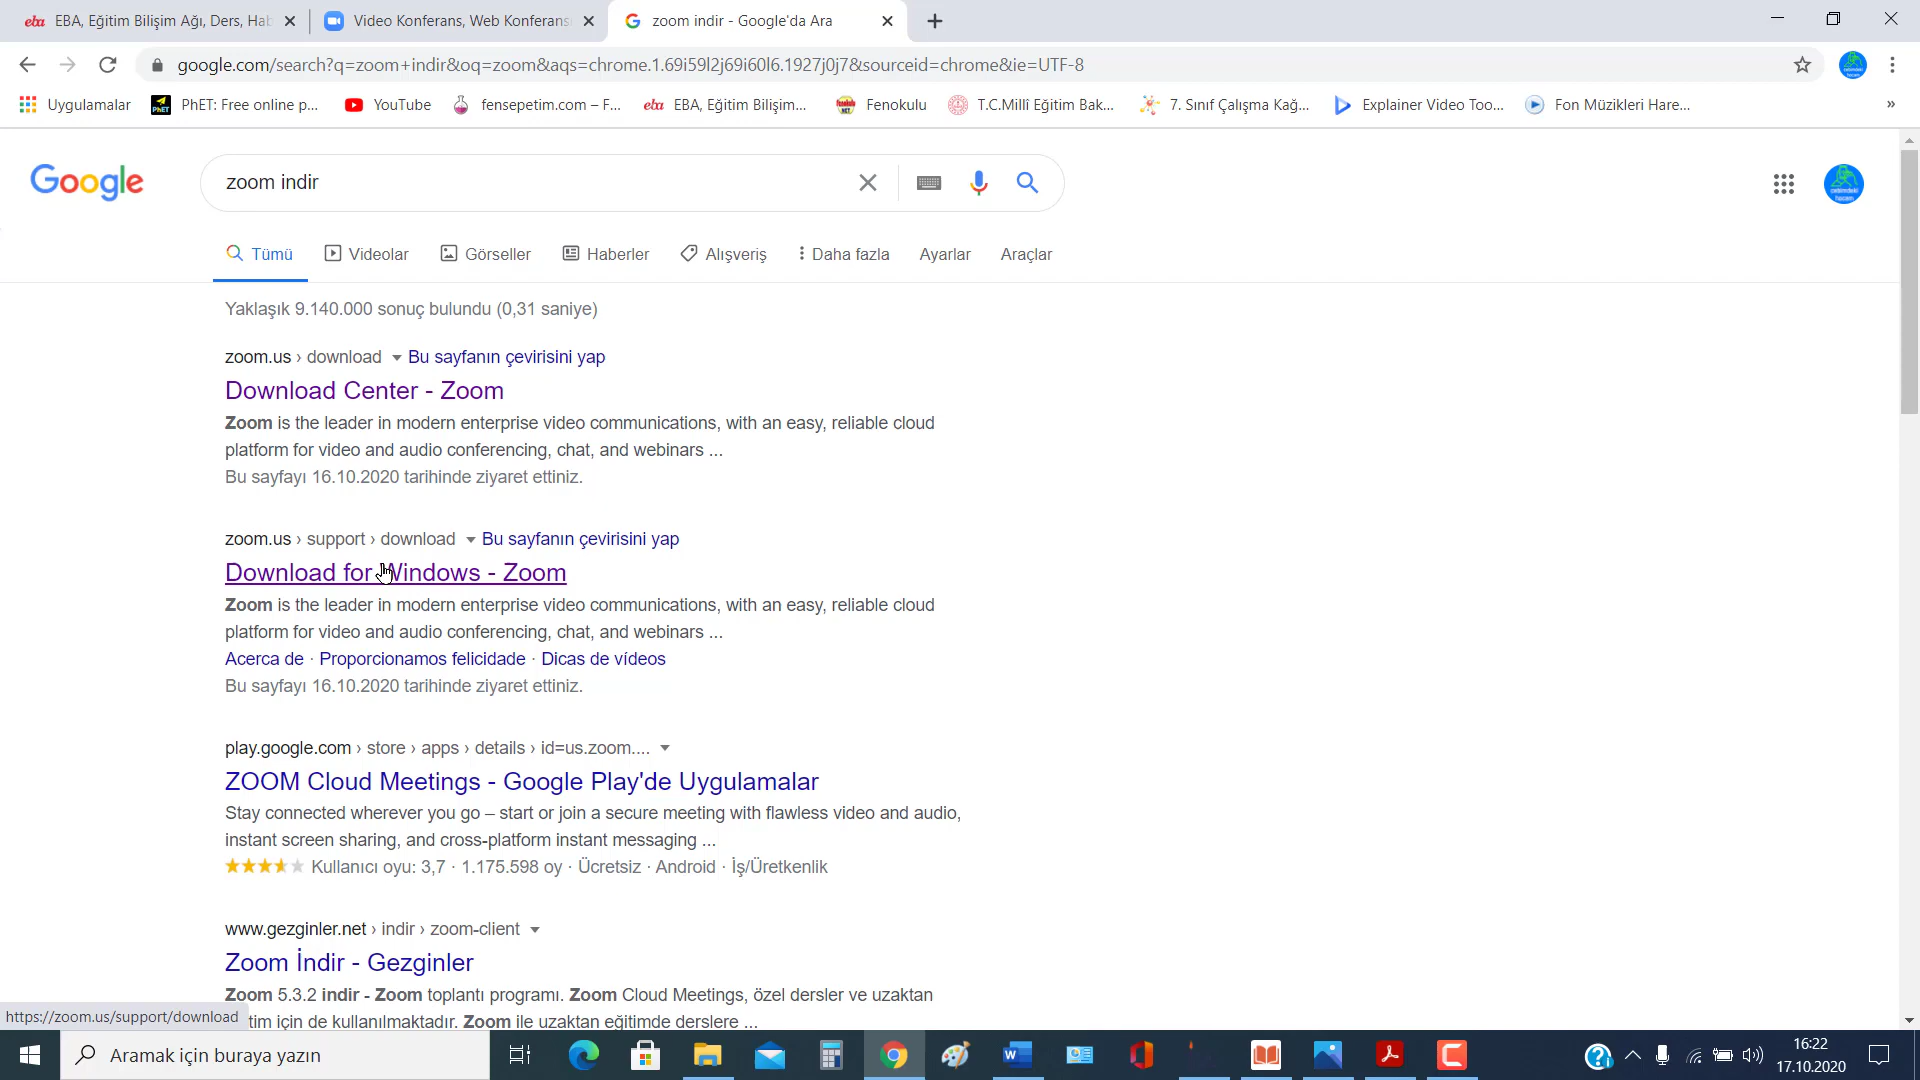 eba EBA, Eğitim Bilişim Ağı, Ders, Hab
Video Konferans, Web Konferans
zoom indir - Google'da Ara
google.com/search?q=zoom+indir&oq=zoom&aqs=chrome.1.69i59l2j69i60l6.1927j0j7&sourceid=chrome&ie=UTF-8
Uygulamalar
PhET: Free online p...
YouTube
fensepetim.com – F...
eba EBA, Eğitim Bilişim...
Fenokulu
T.C.Millî Eğitim Bak...
7. Sınıf Çalışma Kağ...
Explainer Video Too...
Fon Müzikleri Hare...
»
Google
zoom indir
Tümü
Videolar
Görseller
Haberler
Alışveriş
Daha fazla
Ayarlar
Araçlar
Yaklaşık 9.140.000 sonuç bulundu (0,31 saniye)
zoom.us › download Bu sayfanın çevirisini yap
Download Center - Zoom
Zoom is the leader in modern enterprise video communications, with an easy, reliable cloud
platform for video and audio conferencing, chat, and webinars ...
Bu sayfayı 16.10.2020 tarihinde ziyaret ettiniz.
zoom.us › support › download Bu sayfanın çevirisini yap
Download for Windows - Zoom
Zoom is the leader in modern enterprise video communications, with an easy, reliable cloud
platform for video and audio conferencing, chat, and webinars ...
Acerca de · Proporcionamos felicidade · Dicas de vídeos
Bu sayfayı 16.10.2020 tarihinde ziyaret ettiniz.
play.google.com › store › apps › details › id=us.zoom....
ZOOM Cloud Meetings - Google Play'de Uygulamalar
Stay connected wherever you go – start or join a secure meeting with flawless video and audio,
instant screen sharing, and cross-platform instant messaging ...
Kullanıcı oyu: 3,7 · 1.175.598 oy · Ücretsiz · Android · İş/Üretkenlik
www.gezginler.net › indir › zoom-client
Zoom İndir - Gezginler
Zoom 5.3.2 indir - Zoom toplantı programı. Zoom Cloud Meetings, özel dersler ve uzaktan
tim için de kullanılmaktadır. Zoom ile uzaktan eğitimde derslere ...
https://zoom.us/support/download
Aramak için buraya yazın
16:22
17.10.2020